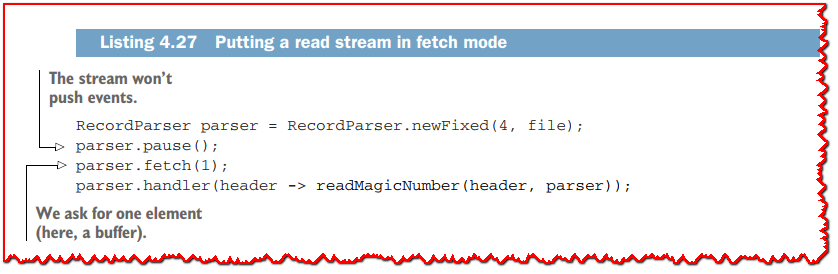 Listing 4.27 Putting a read stream in fetch mode
The stream won't
push events.
RecordParser parser = RecordParser.newFixed(4, file);
parser.pause();
parser.fetch(1);
parser.handler(header -> readMagicNumber(header, parser));
We ask for one element
(here, a buffer).